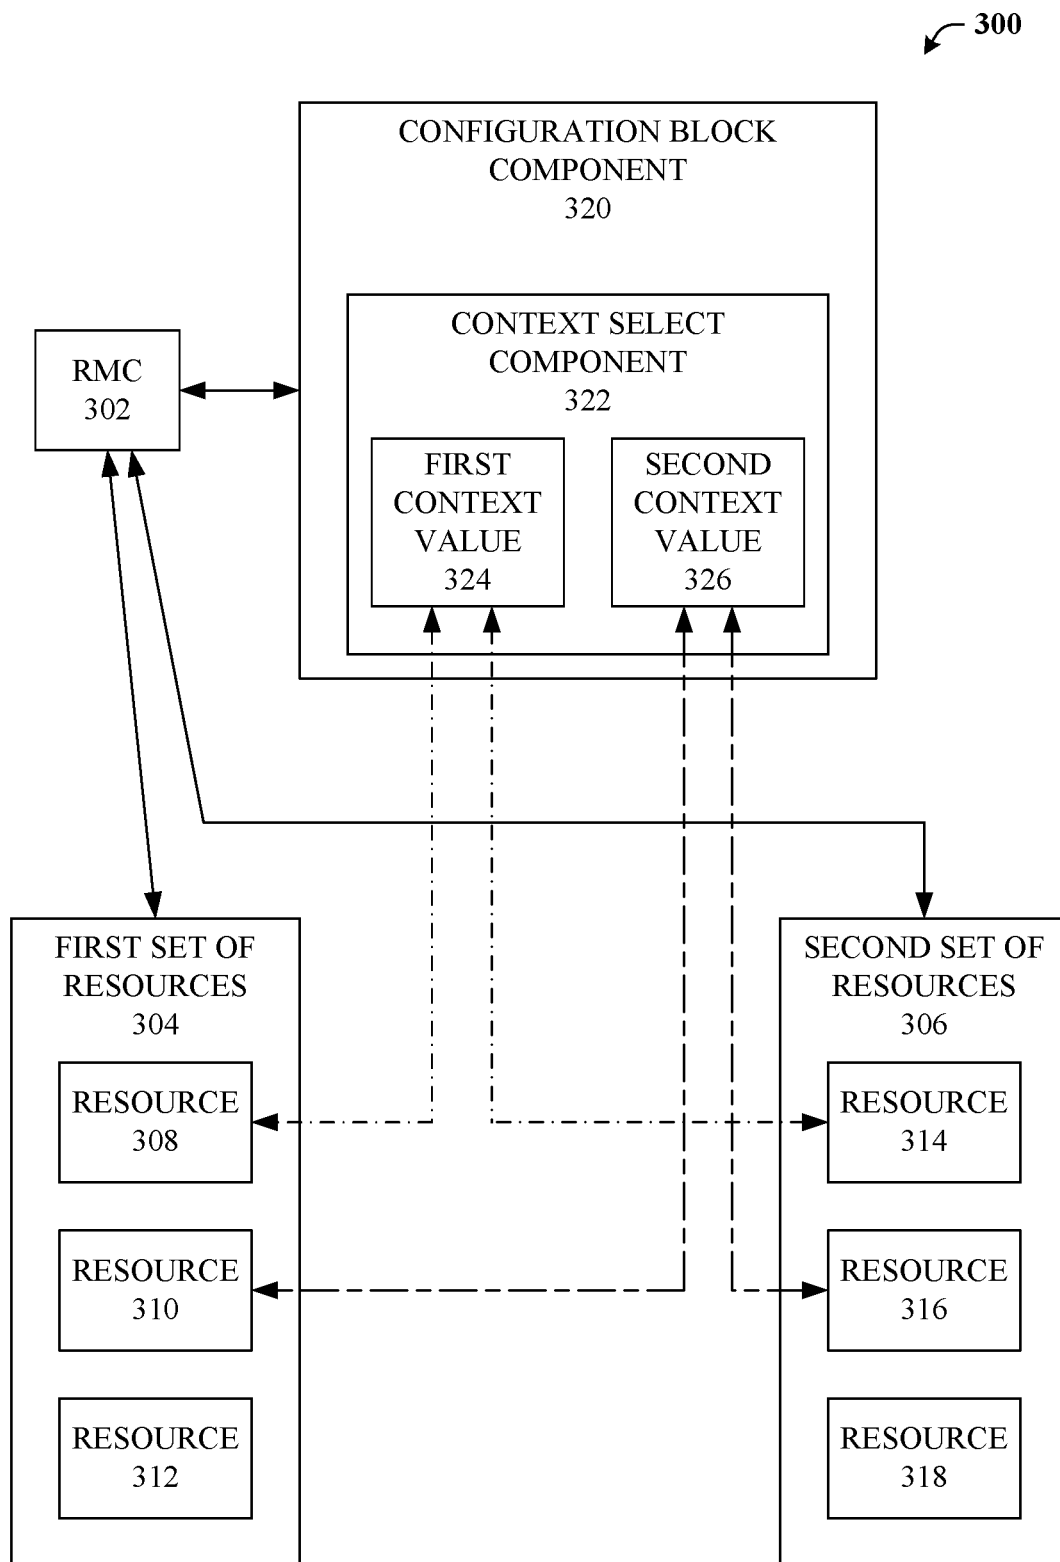 300
CONFIGURATION BLOCK
COMPONENT
320
CONTEXT SELECT
COMPONENT
322
RMC
302
FIRST
CONTEXT
VALUE
324
SECOND
CONTEXT
VALUE
326
FIRST SET OF
RESOURCES
304
RESOURCE
308
RESOURCE
310
RESOURCE
312
SECOND SET OF
RESOURCES
306
RESOURCE
314
RESOURCE
316
RESOURCE
318